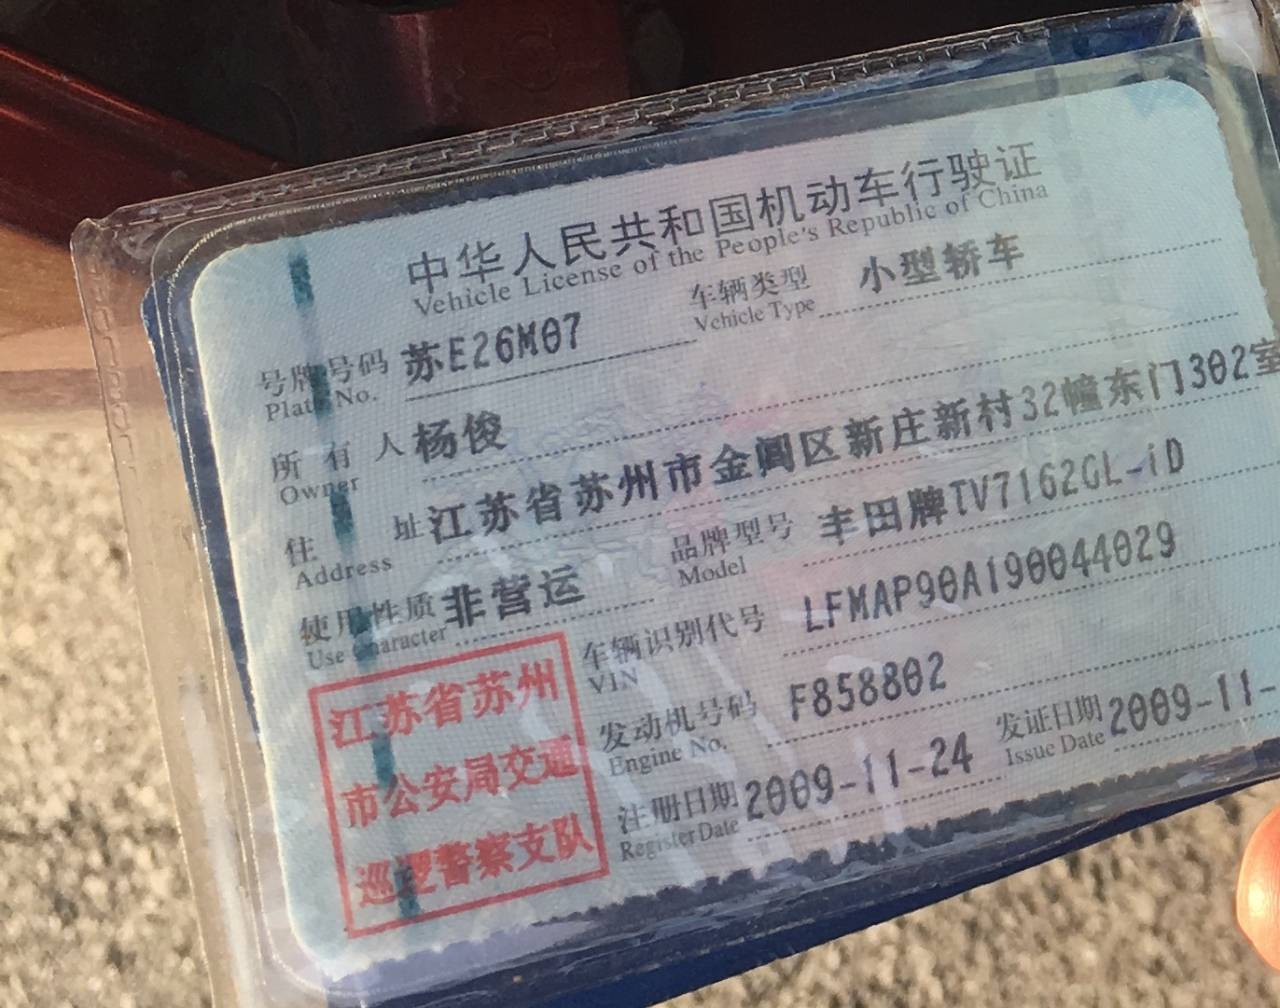 中华人民共和国机动车行驶证
Vehicle License of the People's Republic of China
号牌号码 苏E26M07 车辆类型 小型轿车
Plate No. Vehicle Type
所有人 杨俊
Owner
住址 江苏省苏州市金阊区新庄新村32幢东门302室
Address
使用性质 非营运 品牌型号 丰田牌TV7162GL-iD
Use Character Model
车辆识别代号 LFMAP90A190044029
VIN
发动机号码 F858802
Engine No.
注册日期 2009-11-24 发证日期 2009-11-
Register Date Issue Date
江苏省苏州
市公安局交通
巡逻警察支队